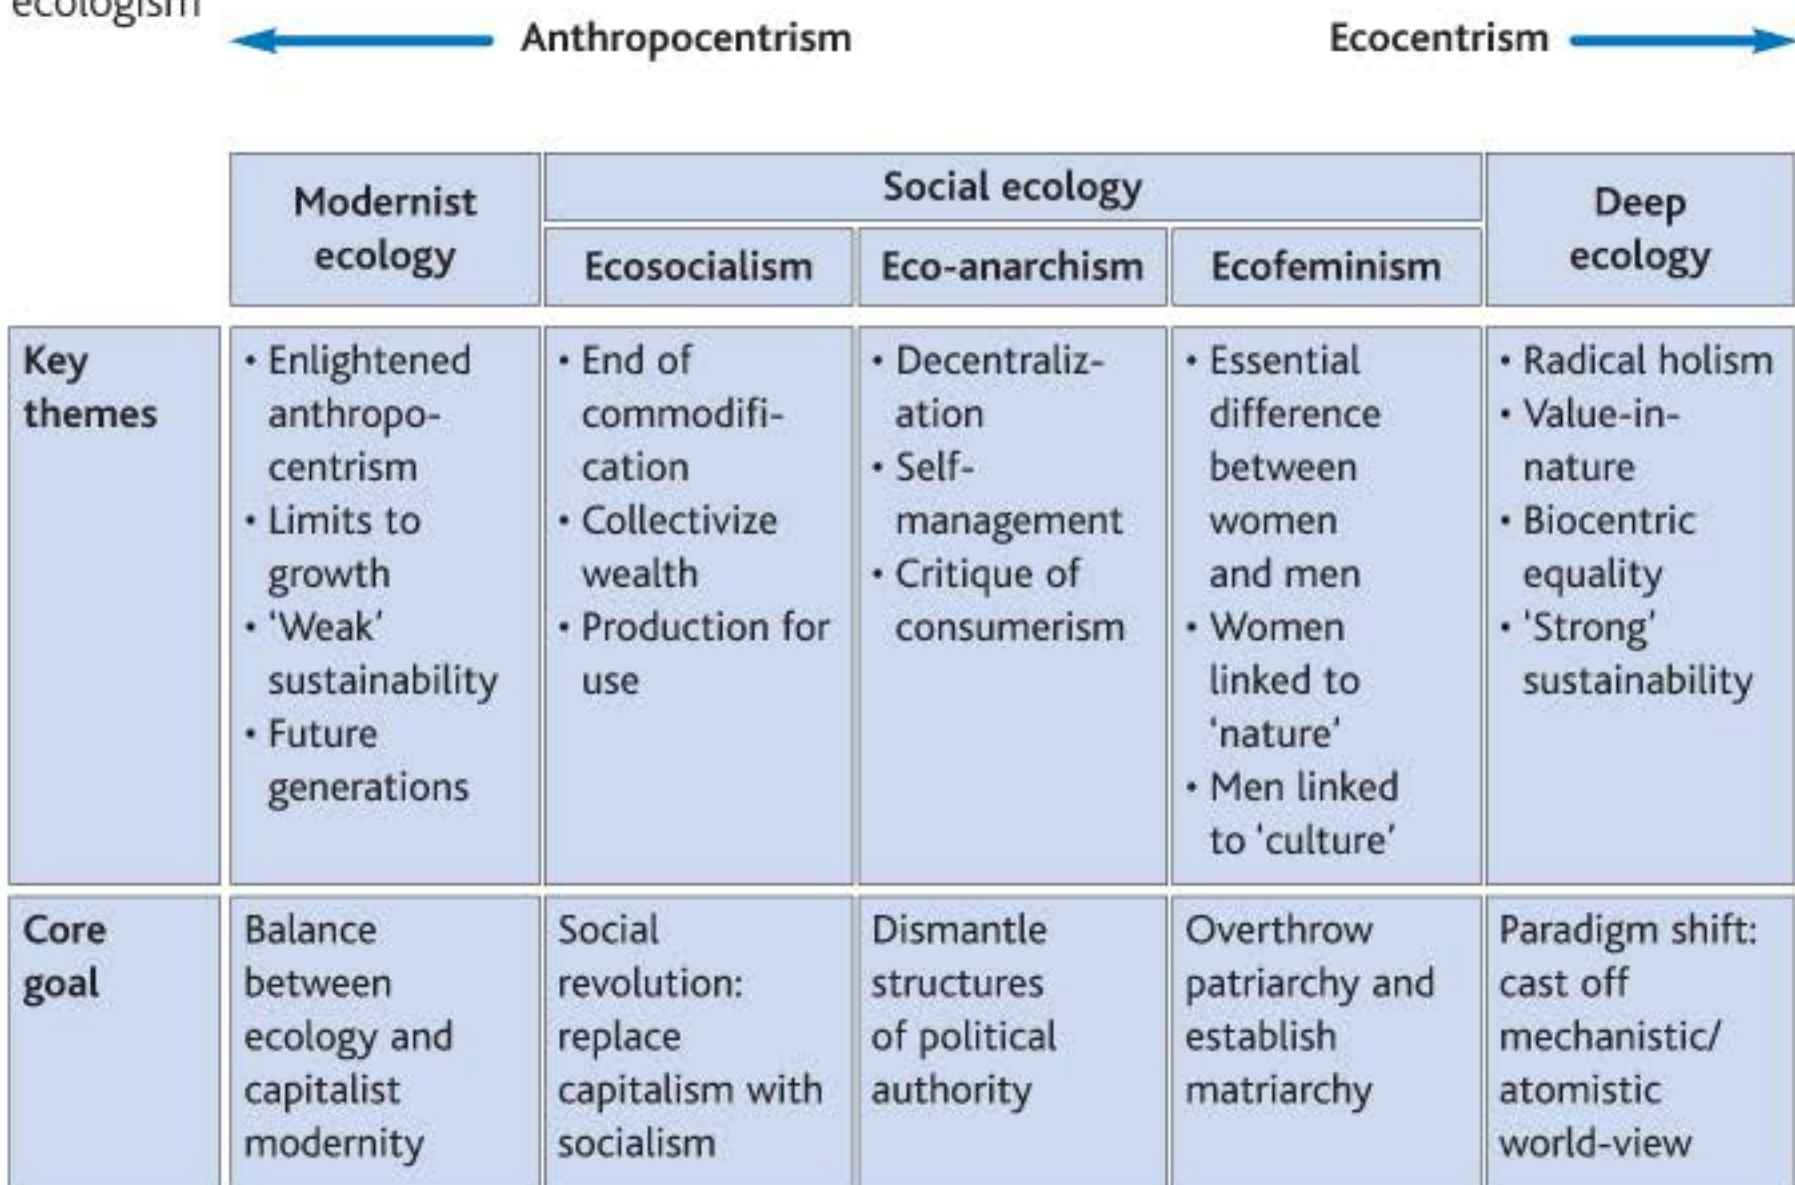 ecologism
Anthropocentrism
Ecocentrism
Modernist
ecology
Social ecology
Ecosocialism
Eco-anarchism
Ecofeminism
Deep
ecology
Key
themes
• Enlightened
anthropo-
centrism
• Limits to
growth
• ‘Weak’
sustainability
• Future
generations
• End of
commodifi-
cation
• Collectivize
wealth
• Production for
use
• Decentraliz-
ation
• Self-
management
• Critique of
consumerism
• Essential
difference
between
women
and men
• Women
linked to
‘nature’
• Men linked
to ‘culture’
• Radical holism
• Value-in-
nature
• Biocentric
equality
• ‘Strong’
sustainability
Core
goal
Balance
between
ecology and
capitalist
modernity
Social
revolution:
replace
capitalism with
socialism
Dismantle
structures
of political
authority
Overthrow
patriarchy and
establish
matriarchy
Paradigm shift:
cast off
mechanistic/
atomistic
world-view